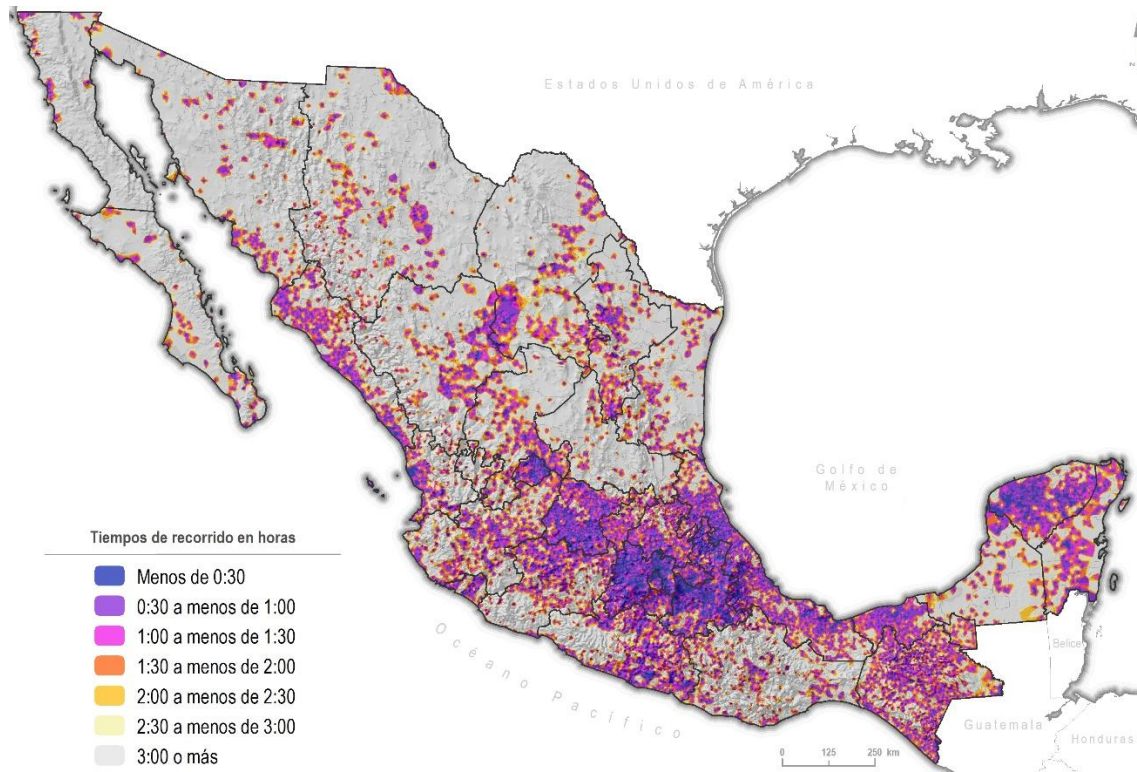 Estados Unidos de América
N
Golfo de
México
Tiempos de recorrido en horas
Menos de 0:30
0:30 a menos de 1:00
1:00 a menos de 1:30
1:30 a menos de 2:00
2:00 a menos de 2:30
2:30 a menos de 3:00
3:00 o más
Océano Pacífico
Belice
Guatemala
Honduras
0 125 250 km